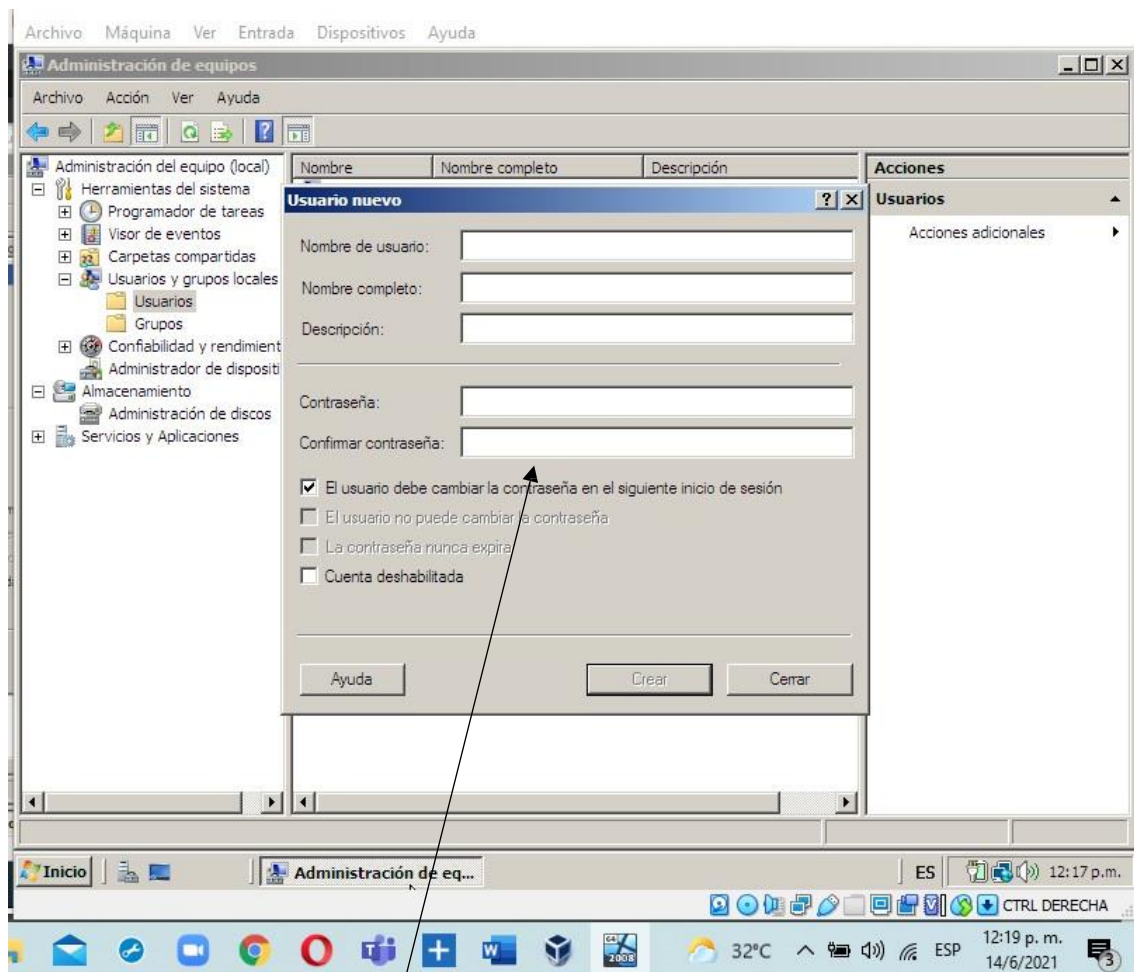 Archivo Máquina Ver Entrada Dispositivos Ayuda
Administración de equipos
Archivo Acción Ver Ayuda
Administración del equipo (local)
Herramientas del sistema
Programador de tareas
Visor de eventos
Carpetas compartidas
Usuarios y grupos locales
Usuarios
Grupos
Confiabilidad y rendimient
Administrador de dispositi
Almacenamiento
Administración de discos
Servicios y Aplicaciones
Nombre Nombre completo Descripción
Acciones
Usuarios
Acciones adicionales
Usuario nuevo
Nombre de usuario:
Nombre completo:
Descripción:
Contraseña:
Confirmar contraseña:
El usuario debe cambiar la contraseña en el siguiente inicio de sesión
El usuario no puede cambiar la contraseña
La contraseña nunca expira
Cuenta deshabilitada
Ayuda Crear Cerrar
Inicio Administración de eq... ES 12:17 p.m.
CTRL DERECHA
64 2008 32°C ESP 12:19 p. m.
14/6/2021 3